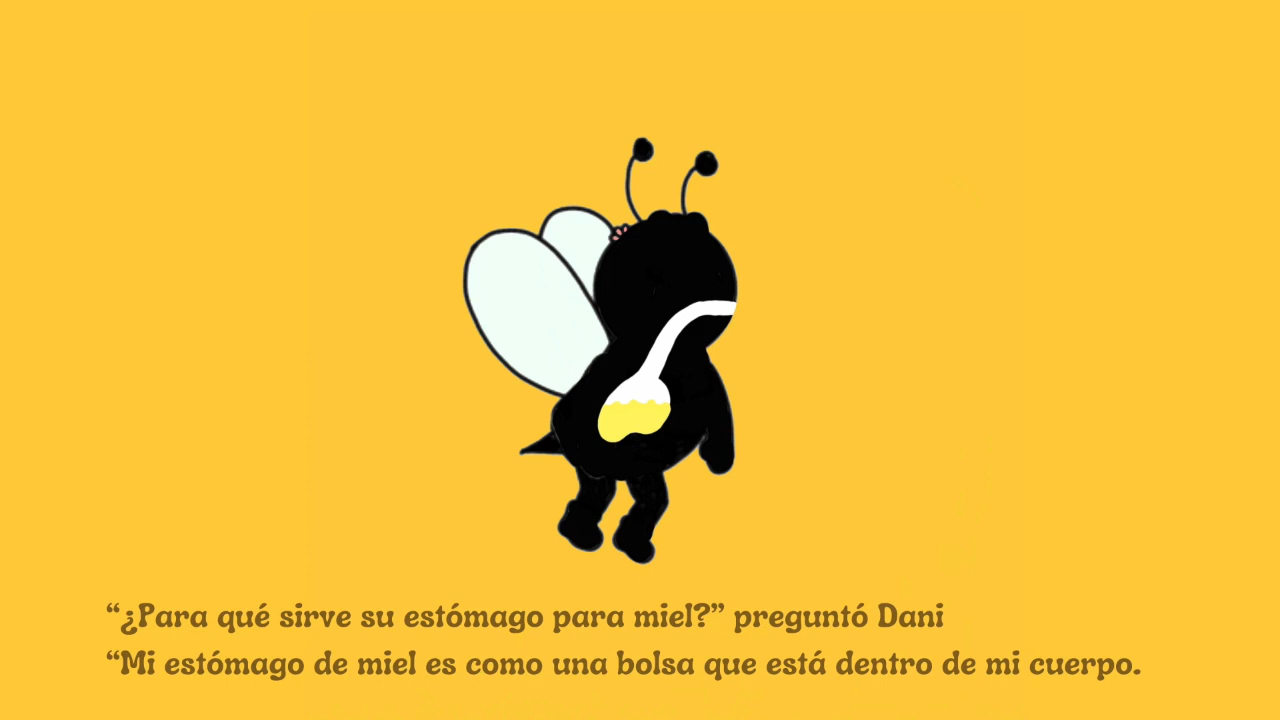 “¿Para qué sirve su estómago para miel?” preguntó Dani
“Mi estómago de miel es como una bolsa que está dentro de mi cuerpo.